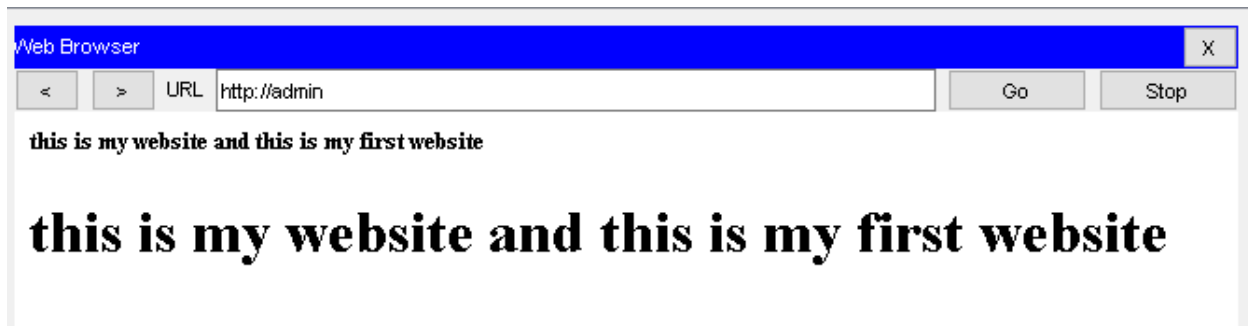 Web Browser X
< > URL http://admin Go Stop
this is my website and this is my first website
this is my website and this is my first website